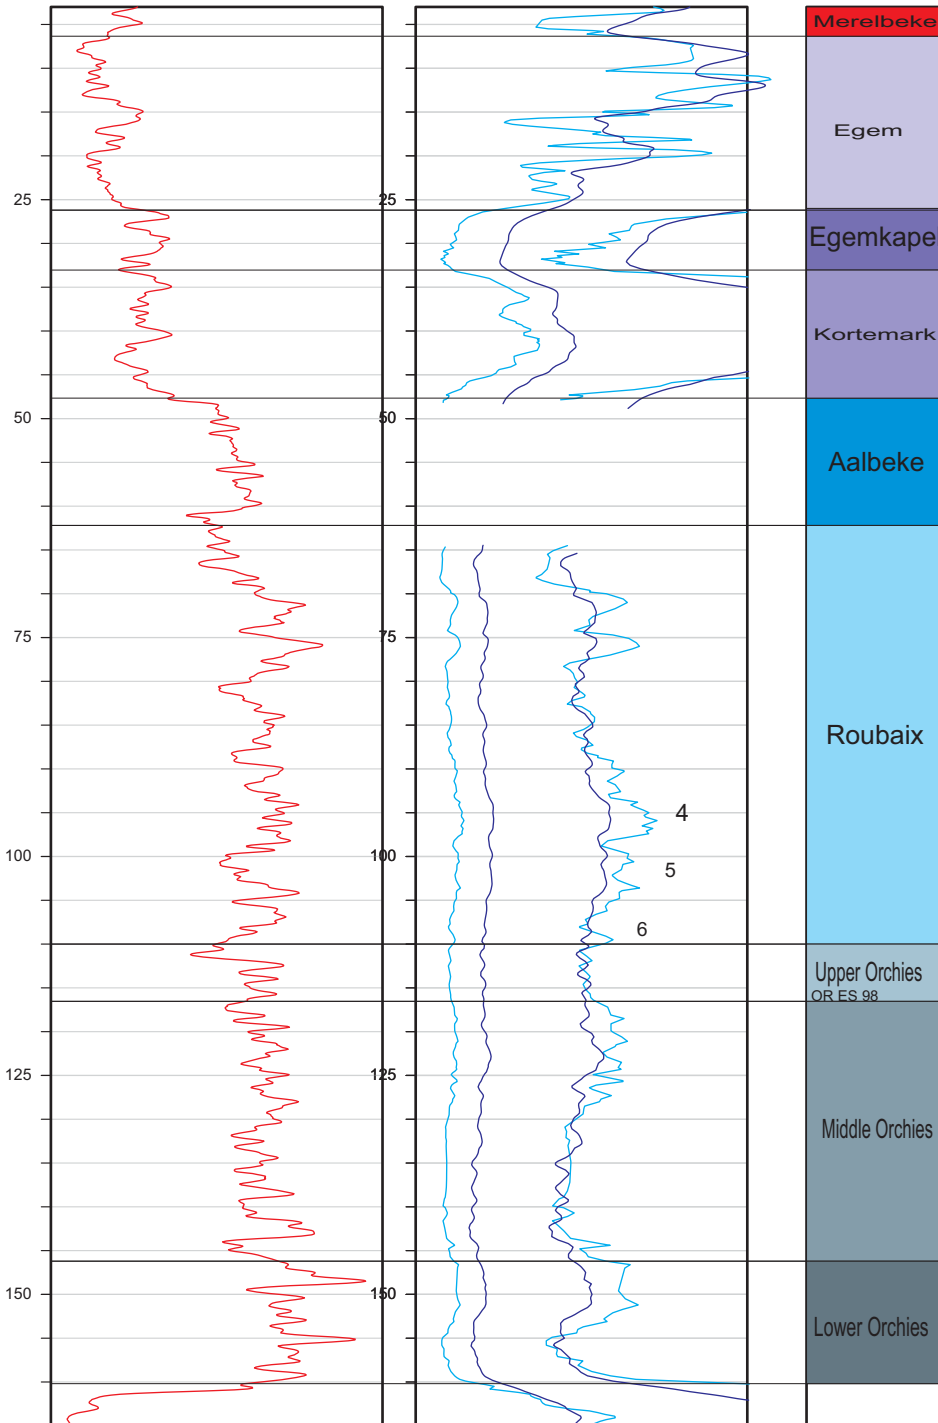 Merelbeke
Egem
25
25
Egemkape
Kortemark
50
50
Aalbeke
75
75
Roubaix
4
100
100
5
6
Upper Orchies
OR ES 98
125
125
Middle Orchies
150
150
Lower Orchies